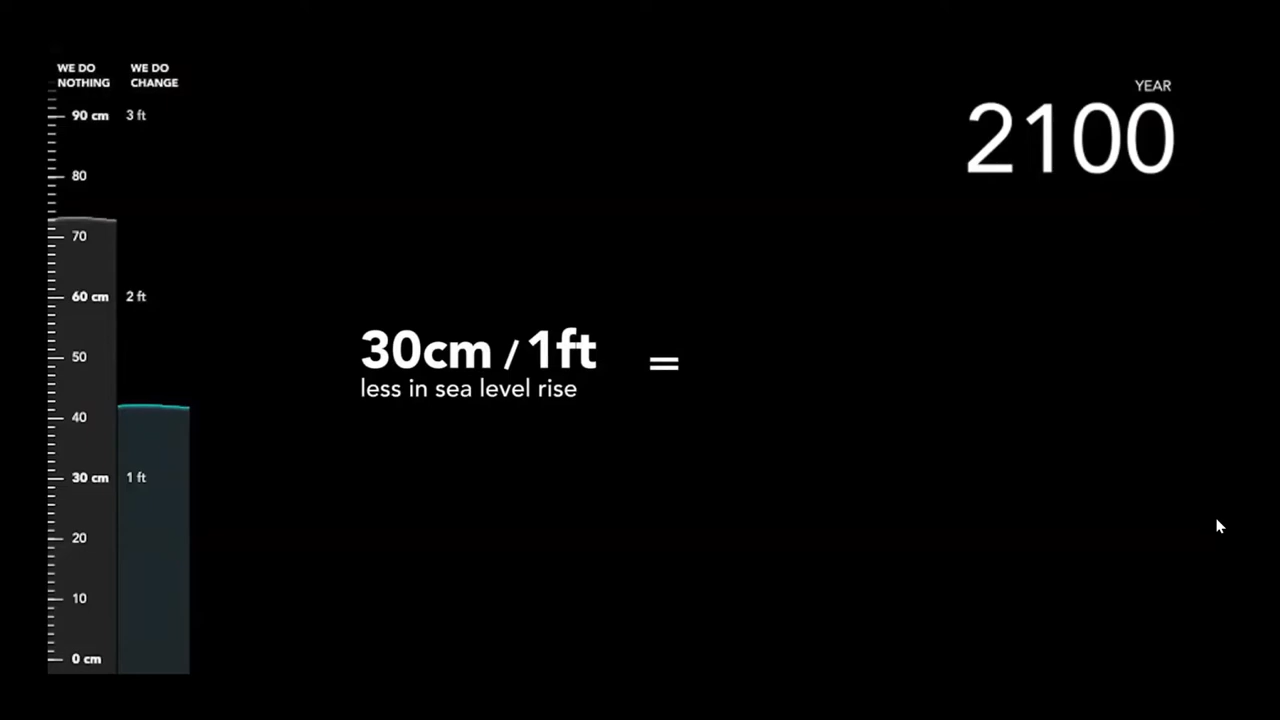 WE DO
NOTHING
WE DO
CHANGE
YEAR
2100
90 cm 3 ft
80
70
60 cm 2 ft
50
40
30 cm 1 ft
20
10
0 cm
30cm / 1ft =
less in sea level rise